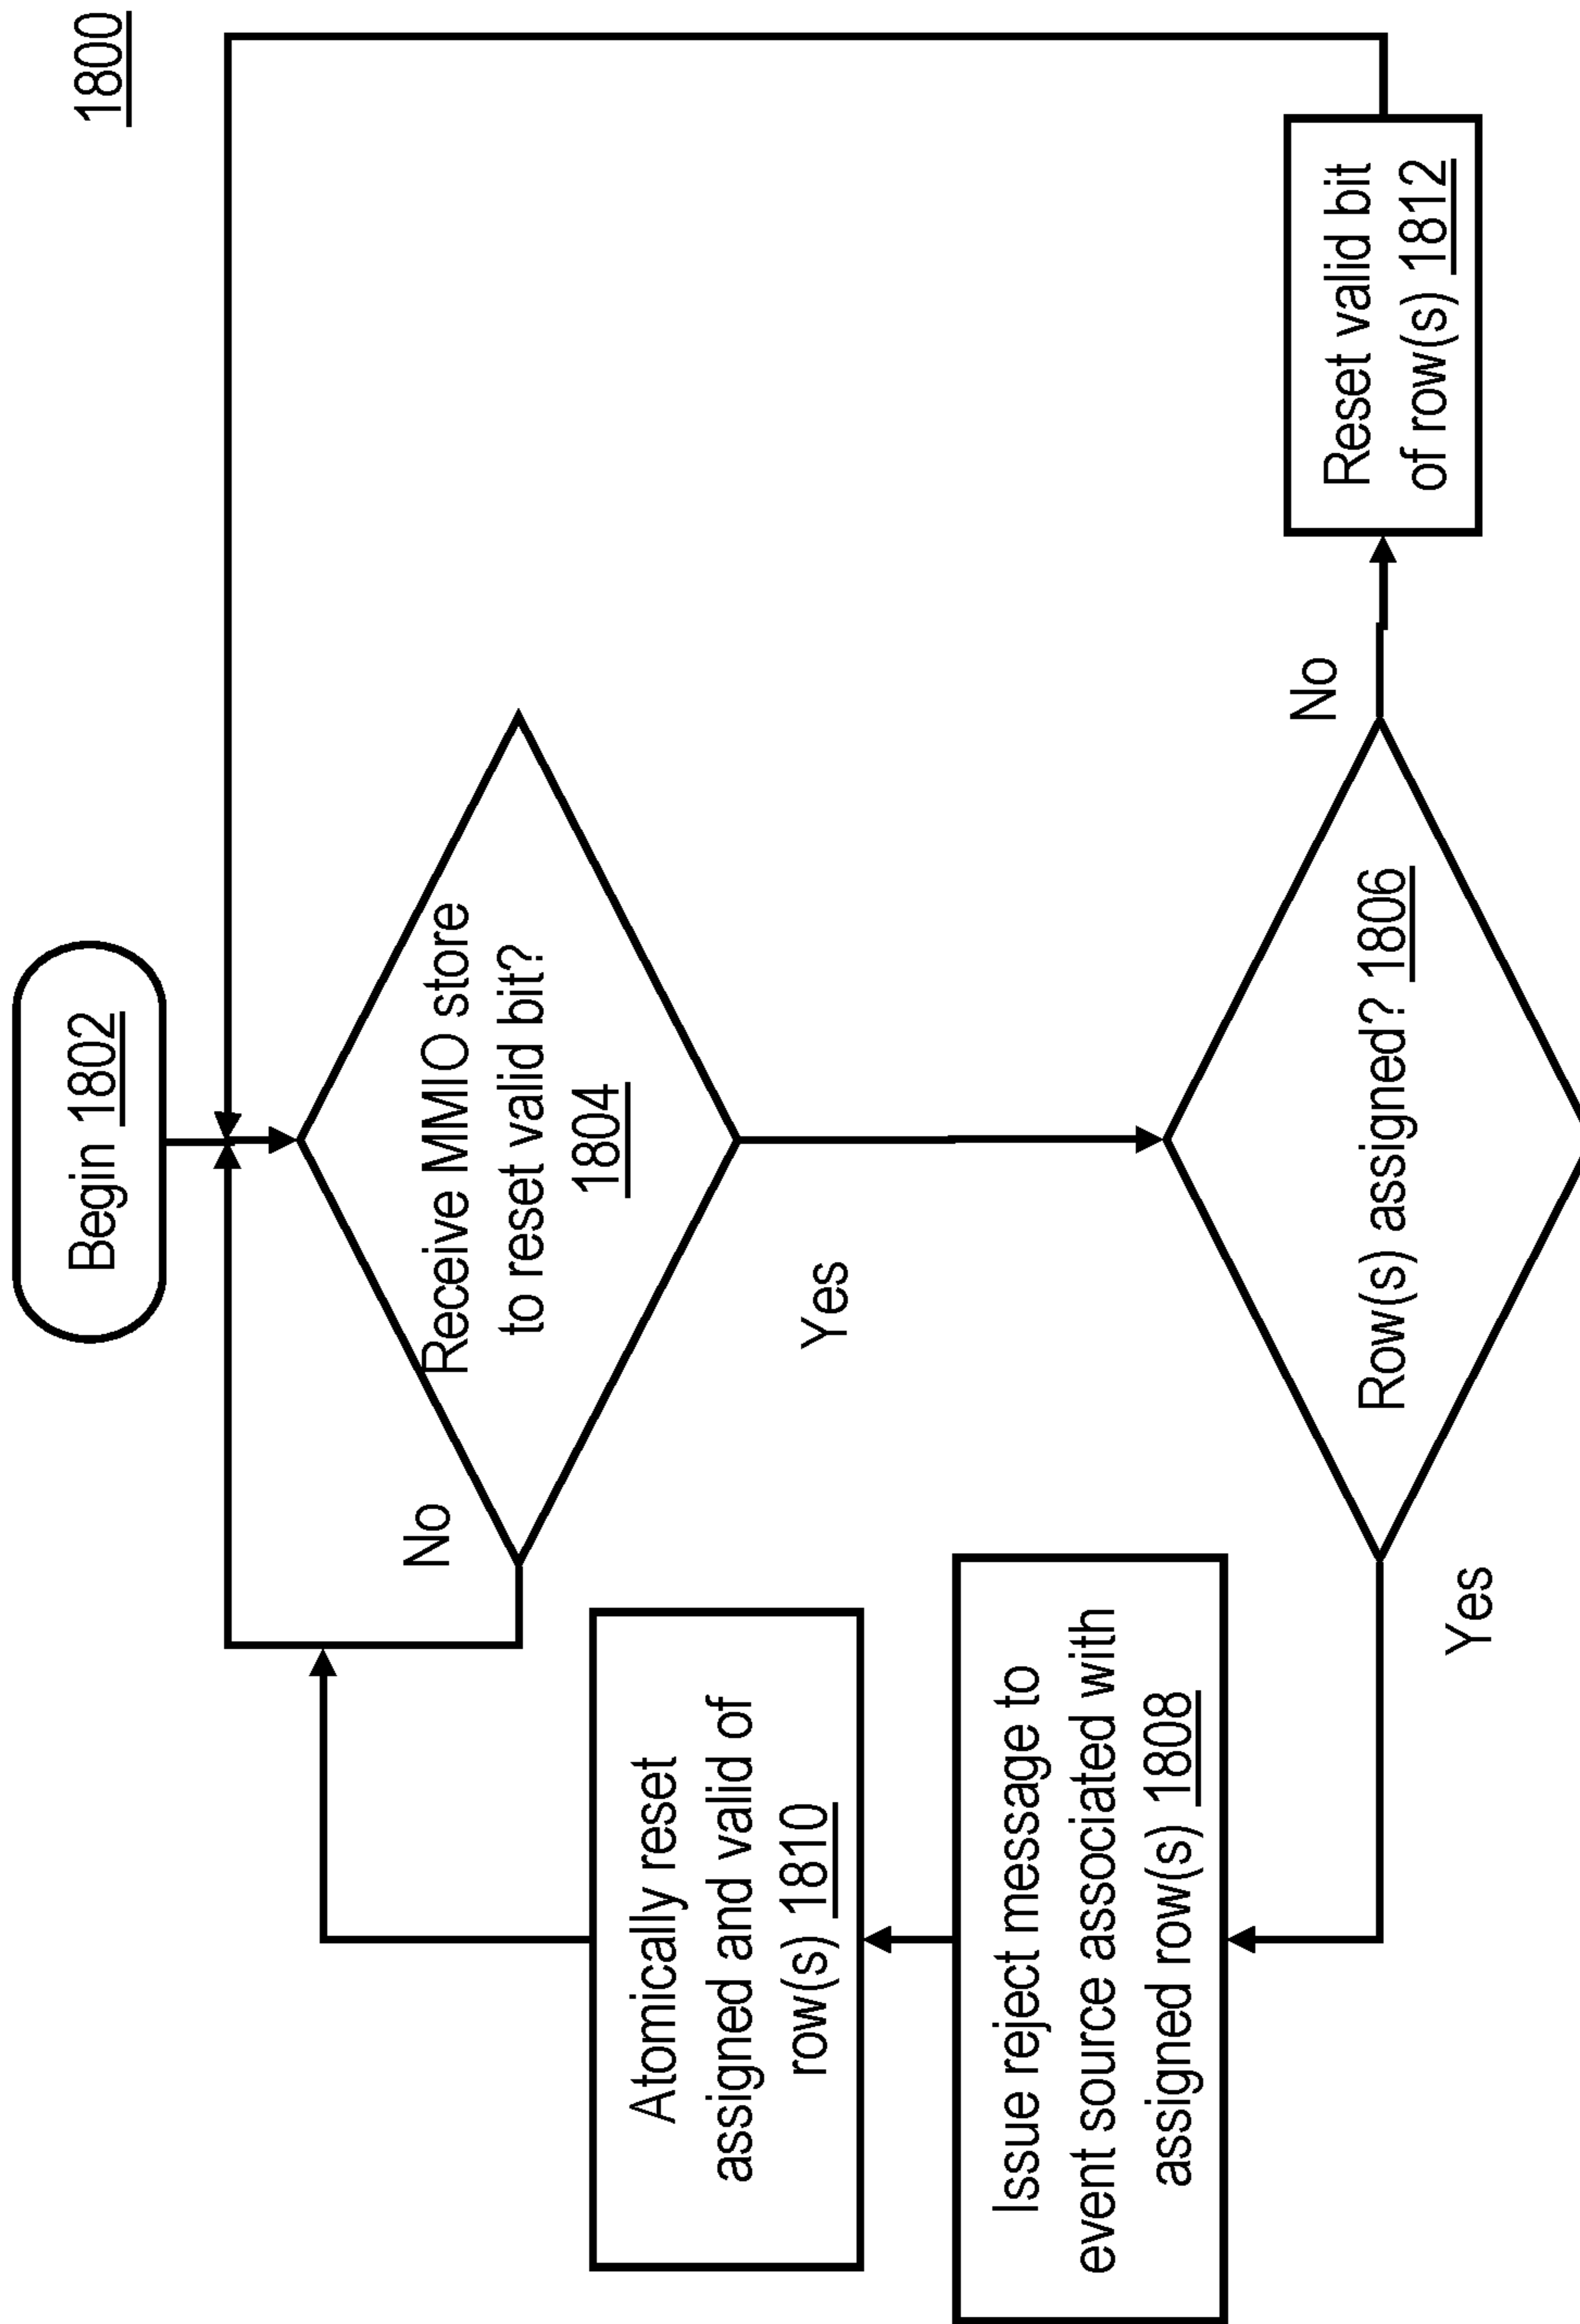 1800
Begin 1802
Receive MMIO store
to reset valid bit?
1804
No
Yes
Row(s) assigned? 1806
No
Yes
Reset valid bit
of row(s) 1812
Issue reject message to
event source associated with
assigned row(s) 1808
Atomically reset
assigned and valid of
row(s) 1810